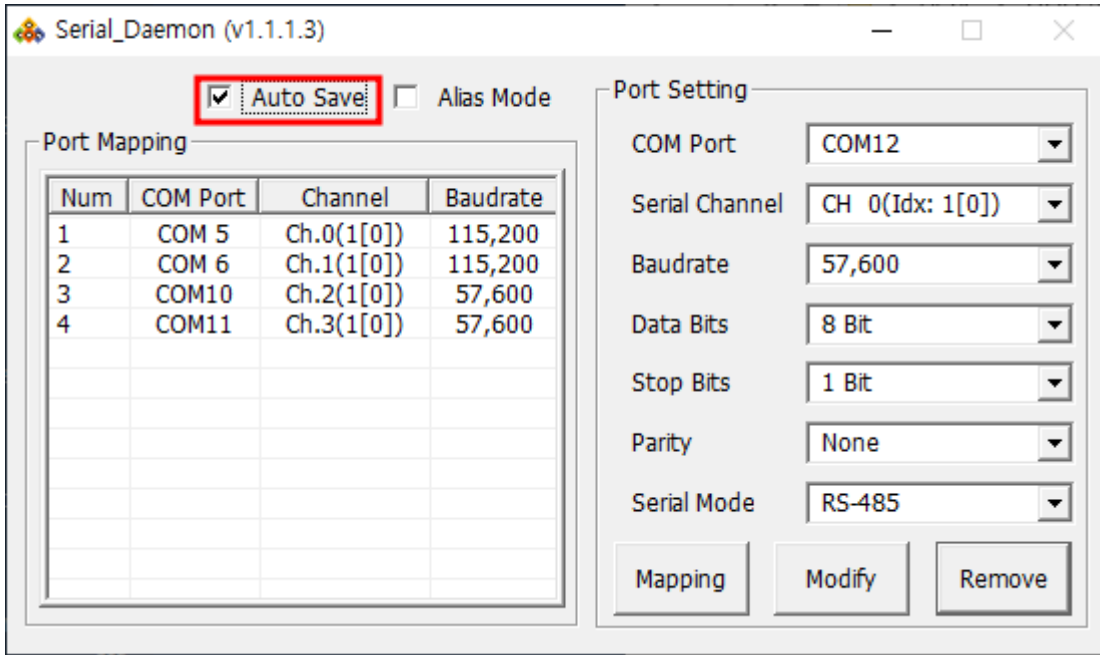 Serial_Daemon (v1.1.1.3)
Auto Save Alias Mode
Port Mapping
Num COM Port Channel Baudrate
1 COM 5 Ch.0(1[0]) 115,200
2 COM 6 Ch.1(1[0]) 115,200
3 COM10 Ch.2(1[0]) 57,600
4 COM11 Ch.3(1[0]) 57,600
Port Setting
COM Port COM12
Serial Channel CH 0(Idx: 1[0])
Baudrate 57,600
Data Bits 8 Bit
Stop Bits 1 Bit
Parity None
Serial Mode RS-485
Mapping Modify Remove